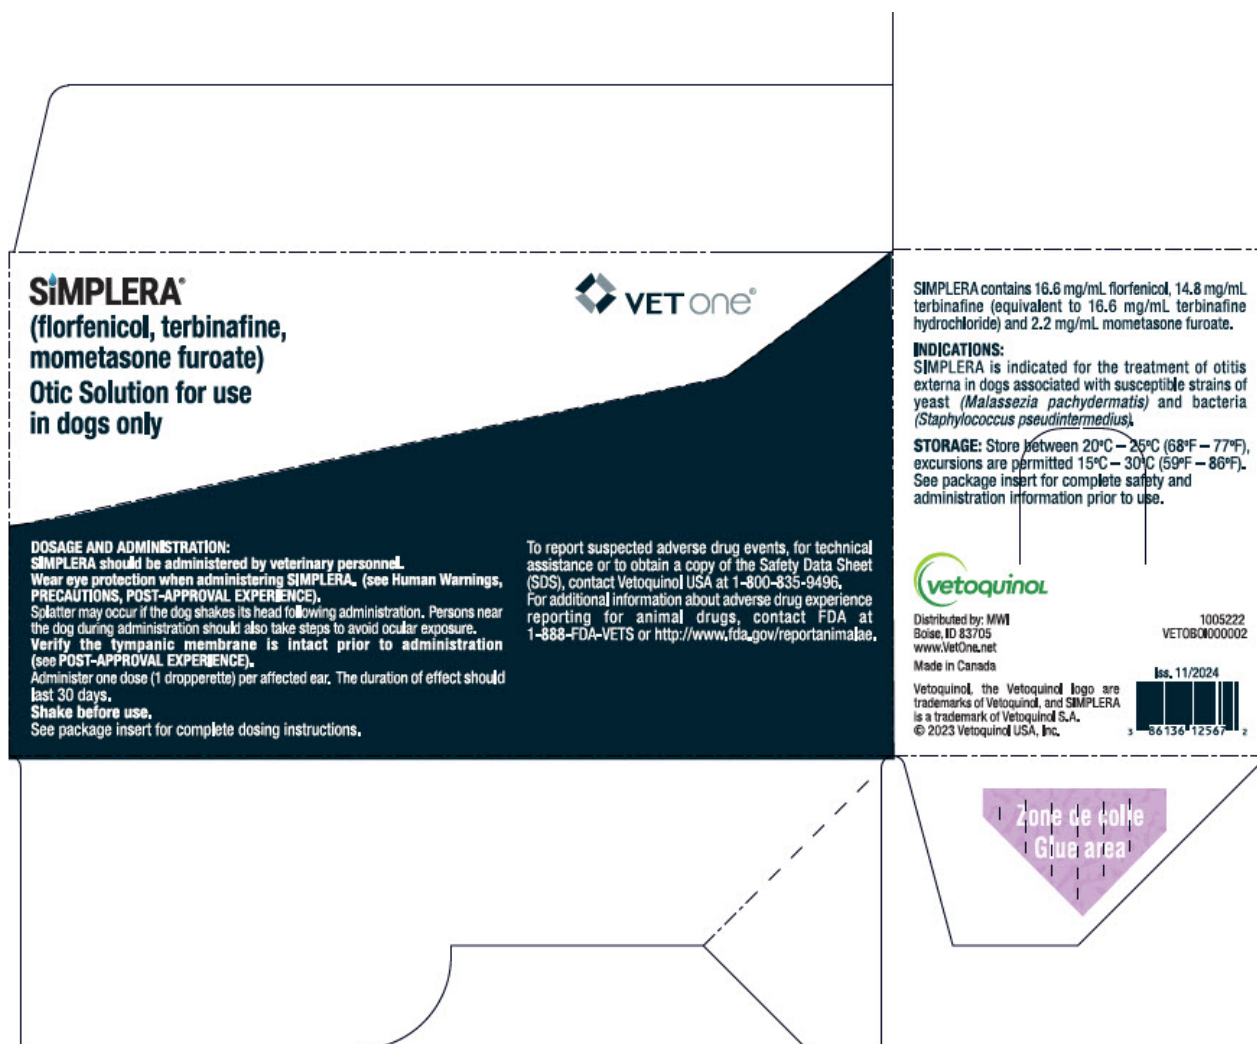 SiMPLERA®
(florfenicol, terbinafine,
mometasone furoate)
Otic Solution for use
in dogs only
VET one®
DOSAGE AND ADMINISTRATION:
SIMPLERA should be administered by veterinary personnel.
Wear eye protection when administering SIMPLERA. (see Human Warnings,
PRECAUTIONS, POST-APPROVAL EXPERIENCE).
Splatter may occur if the dog shakes its head following administration. Persons near
the dog during administration should also take steps to avoid ocular exposure.
Verify the tympanic membrane is intact prior to administration
(see POST-APPROVAL EXPERIENCE).
Administer one dose (1 dropperette) per affected ear. The duration of effect should
last 30 days.
Shake before use.
See package insert for complete dosing instructions.
To report suspected adverse drug events, for technical
assistance or to obtain a copy of the Safety Data Sheet
(SDS), contact Vetoquinol USA at 1-800-835-9496.
For additional information about adverse drug experience
reporting for animal drugs, contact FDA at
1-888-FDA-VETS or http://www.fda.gov/reportanimalae.
SIMPLERA contains 16.6 mg/mL florfenicol, 14.8 mg/mL
terbinafine (equivalent to 16.6 mg/mL terbinafine
hydrochloride) and 2.2 mg/mL mometasone furoate.
INDICATIONS:
SIMPLERA is indicated for the treatment of otitis
externa in dogs associated with susceptible strains of
yeast (Malassezia pachydermatis) and bacteria
(Staphylococcus pseudintermedius).
STORAGE: Store between 20°C – 25°C (68°F – 77°F),
excursions are permitted 15°C – 30°C (59°F – 86°F).
See package insert for complete safety and
administration information prior to use.
vetoquinol
Distributed by: MWI
Boise, ID 83705
www.VetOne.net
Made in Canada
Vetoquinol, the Vetoquinol logo are
trademarks of Vetoquinol, and SIMPLERA
is a trademark of Vetoquinol S.A.
© 2023 Vetoquinol USA, Inc.
1005222
VETOBOI000002
Iss. 11/2024
3 86136 12567 2
Zone de colle
Glue area